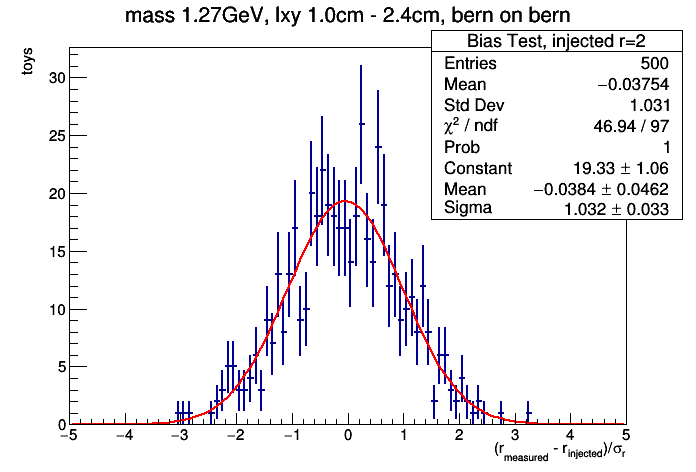 mass 1.27GeV, lxy 1.0cm - 2.4cm, bern on bern
Bias Test, injected r=2
Entries 500
Mean −0.03754
Std Dev 1.031
χ² / ndf 46.94 / 97
Prob 1
Constant 19.33 ± 1.06
Mean −0.0384 ± 0.0462
Sigma 1.032 ± 0.033
toys
30
25
20
15
10
5
0
−5 −4 −3 −2 −1 0 1 2 3 4 5
(r_measured - r_injected)/σ_r